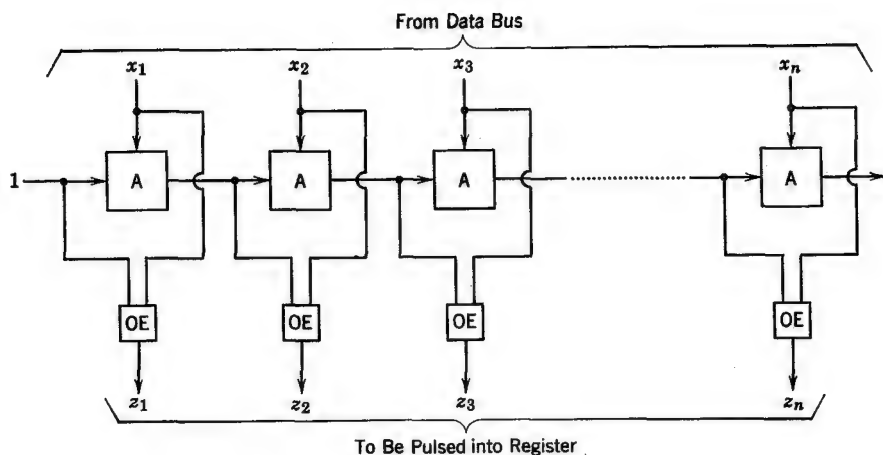 From Data Bus
x₁ x₂ x₃ xₙ
1 A A A A
OE OE OE OE
z₁ z₂ z₃ zₙ
To Be Pulsed into Register